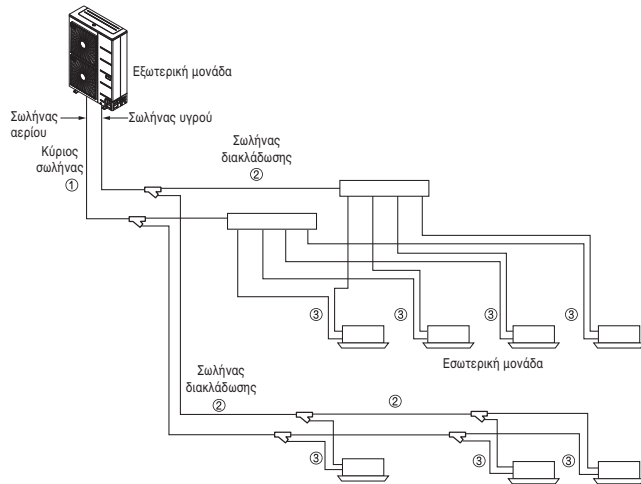 Εξωτερική μονάδα
Σωλήνας
αερίου
Σωλήνας υγρού
Κύριος
σωλήνας
①
Σωλήνας
διακλάδωσης
②
③
③
③
③
Εσωτερική μονάδα
Σωλήνας
διακλάδωσης
②
②
③
③
③